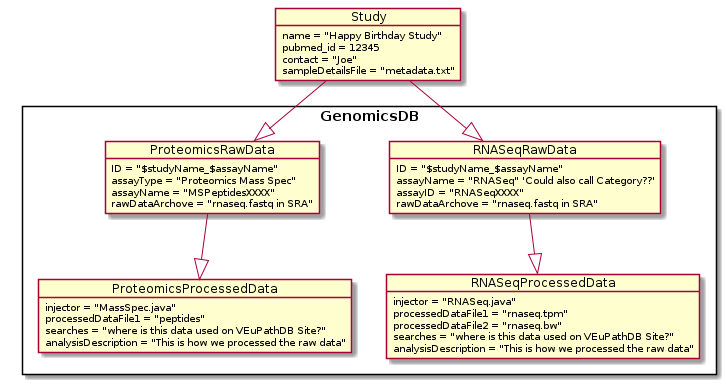 Study
name = "Happy Birthday Study"
pubmed_id = 12345
contact = "Joe"
sampleDetailsFile = "metadata.txt"
GenomicsDB
ProteomicsRawData
ID = "$studyName_$assayName"
assayType = "Proteomics Mass Spec"
assayName = "MSPeptidesXXXX"
rawDataArchove = "rnaseq.fastq in SRA"
RNASeqRawData
ID = "$studyName_$assayName"
assayName = "RNASeq" 'Could also call Category??'
assayID = "RNASeqXXXX"
rawDataArchove = "rnaseq.fastq in SRA"
ProteomicsProcessedData
injector = "MassSpec.java"
processedDataFile1 = "peptides"
searches = "where is this data used on VEuPathDB Site?"
analysisDescription = "This is how we processed the raw data"
RNASeqProcessedData
injector = "RNASeq.java"
processedDataFile1 = "rnaseq.tpm"
processedDataFile2 = "rnaseq.bw"
searches = "where is this data used on VEuPathDB Site?"
analysisDescription = "This is how we processed the raw data"